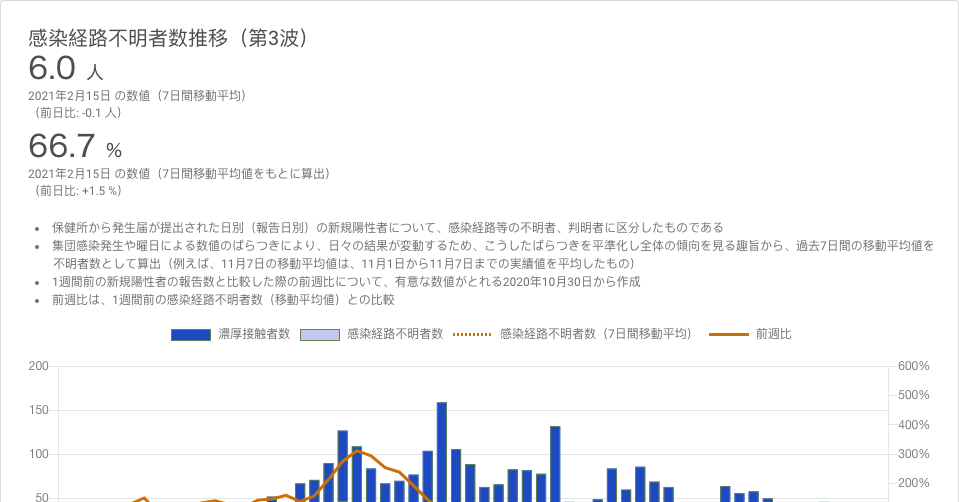 感染経路不明者数推移（第3波）
6.0 人
2021年2月15日 の数値（7日間移動平均）
（前日比: -0.1 人）
66.7 %
2021年2月15日 の数値（7日間移動平均値をもとに算出）
（前日比: +1.5 %）
• 保健所から発生届が提出された日別（報告日別）の新規陽性者について、感染経路等の不明者、判明者に区分したものである
• 集団感染発生や曜日による数値のばらつきにより、日々の結果が変動するため、こうしたばらつきを平準化し全体の傾向を見る趣旨から、過去7日間の移動平均値を
不明者数として算出（例えば、11月7日の移動平均値は、11月1日から11月7日までの実績値を平均したもの）
• 1週間前の新規陽性者の報告数と比較した際の前週比について、有意な数値がとれる2020年10月30日から作成
• 前週比は、1週間前の感染経路不明者数（移動平均値）との比較
濃厚接触者数 感染経路不明者数 感染経路不明者数（7日間移動平均） 前週比
200 600%
500%
150
400%
100 300%
200%
50